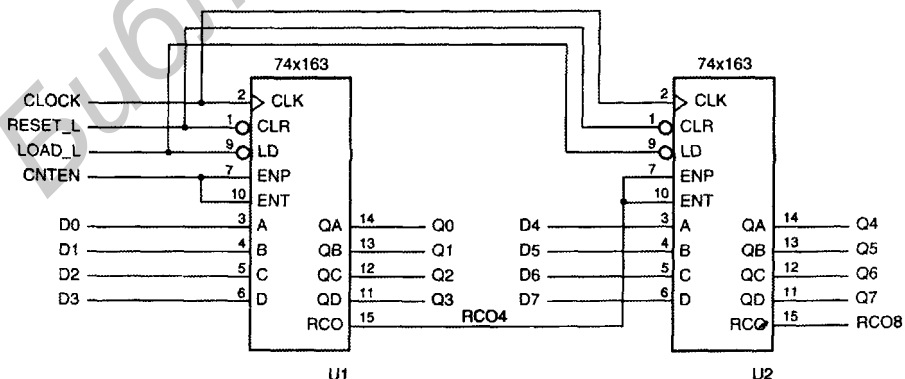 Библ
74x163
74x163
CLOCK 2 CLK 2 CLK
RESET_L 1 CLR 1 CLR
LOAD_L 9 LD 9 LD
CNTEN 7 ENP 7 ENP
10 ENT 10 ENT
D0 3 A QA 14 Q0 D4 3 A QA 14 Q4
D1 4 B QB 13 Q1 D5 4 B QB 13 Q5
D2 5 C QC 12 Q2 D6 5 C QC 12 Q6
D3 6 D QD 11 Q3 D7 6 D QD 11 Q7
RCO 15 RCO4 RCO 15 RCO8
U1 U2